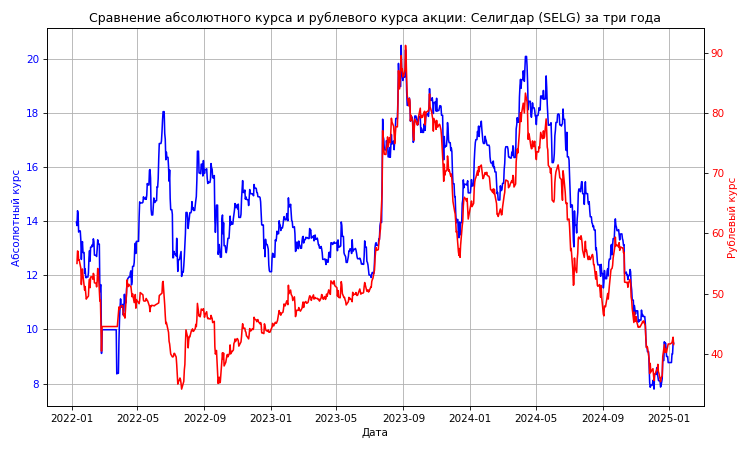 Сравнение абсолютного курса и рублевого курса акции: Селигдар (SELG) за три года
Абсолютный курс
20
18
16
14
12
10
8
90
80
70
60
50
40
Рублевый курс
2022-01 2022-05 2022-09 2023-01 2023-05 2023-09 2024-01 2024-05 2024-09 2025-01
Дата